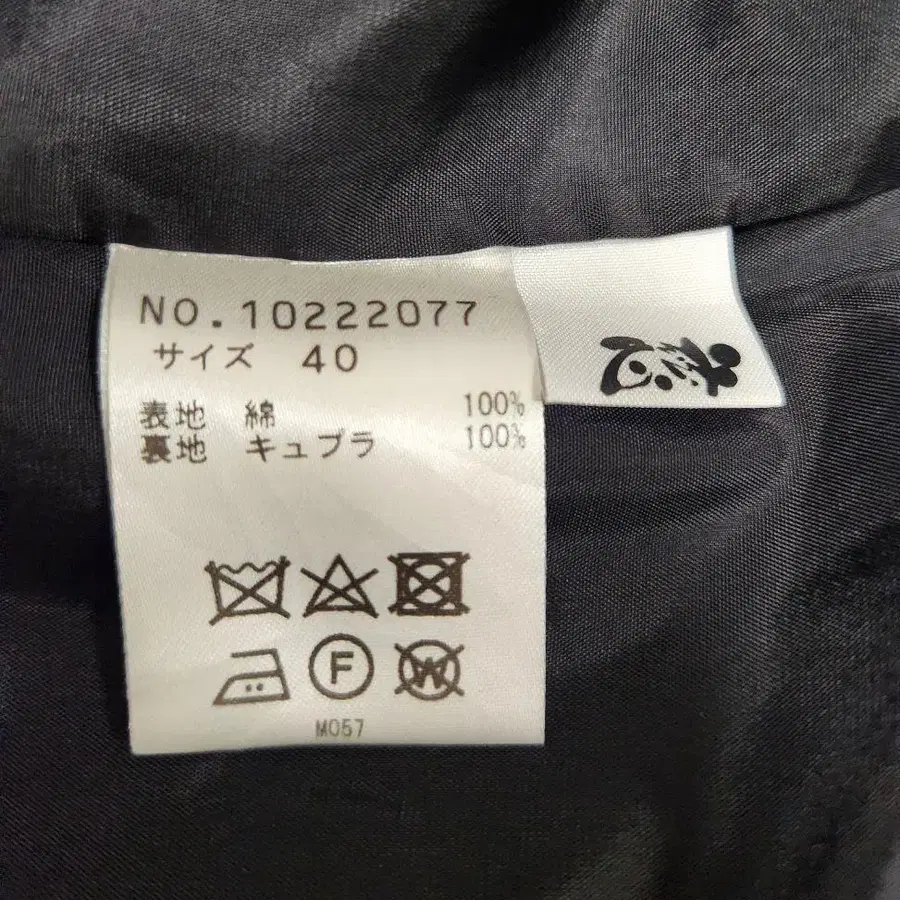 NO.10222077
サイズ 40
表地 綿 100%
裏地 キュプラ 100%
F
W
M057